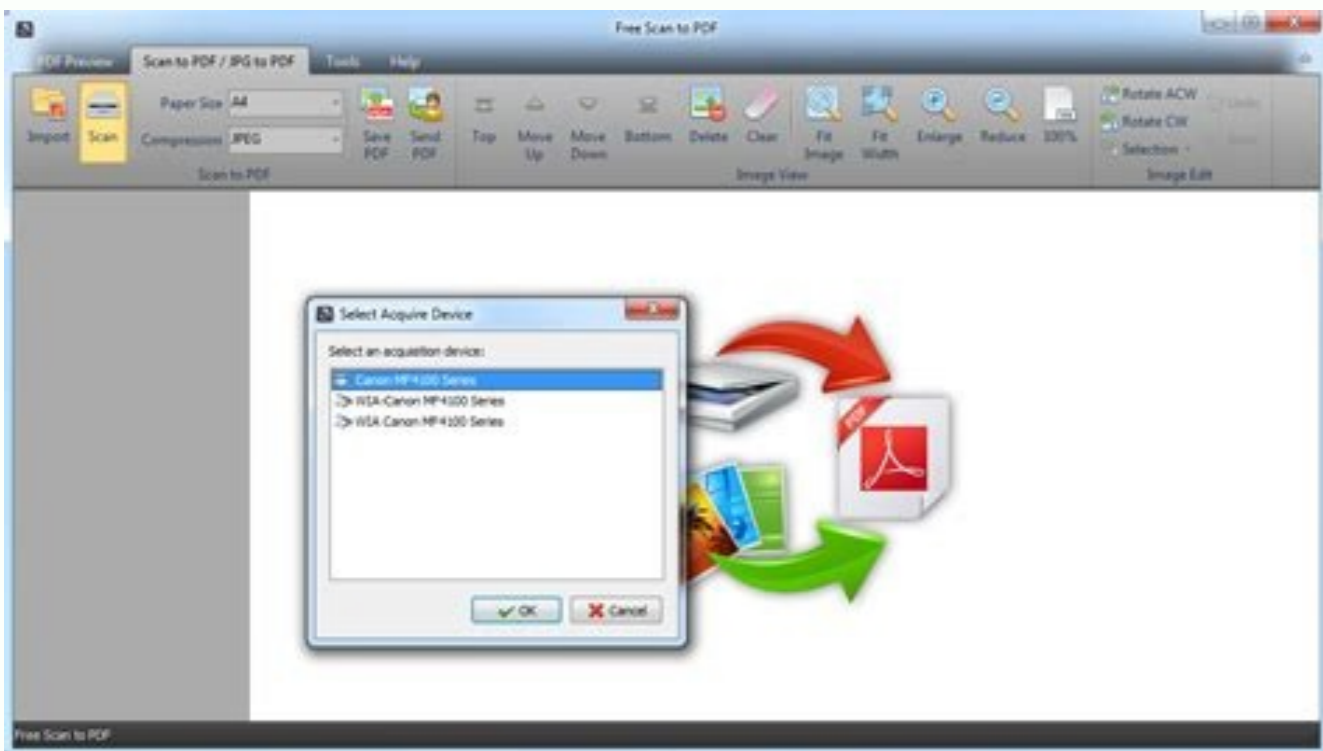 Free Scan to PDF
PDF Preview
Scan to PDF / JPG to PDF
Tools
Help
Import
Scan
Paper Size A4
Compression JPEG
Save PDF
Send PDF
Scan to PDF
Top
Move Up
Move Down
Bottom
Delete
Clear
Fit Image
Fit Width
Enlarge
Reduce
100%
Image View
Rotate ACW
Undo
Rotate CW
Selection
Image Edit
Select Acquire Device
Select an acquisition device:
Canon MF4100 Series
WIA-Canon MF4100 Series
WIA Canon MF4100 Series
OK
Cancel
PDF
Free Scan to PDF